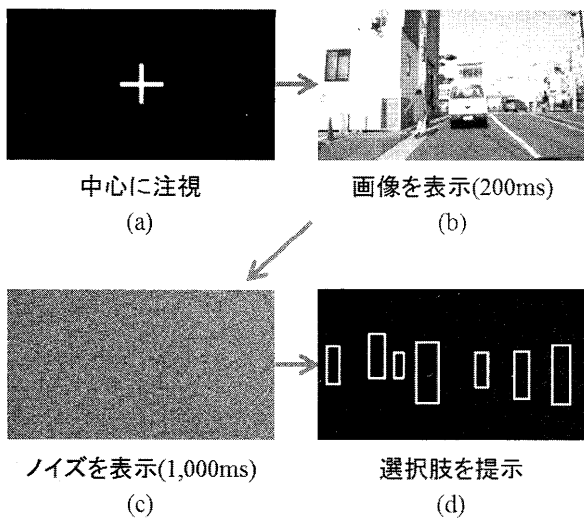 中心に注視
(a)
画像を表示(200ms)
(b)
ノイズを表示(1,000ms)
(c)
選択肢を提示
(d)